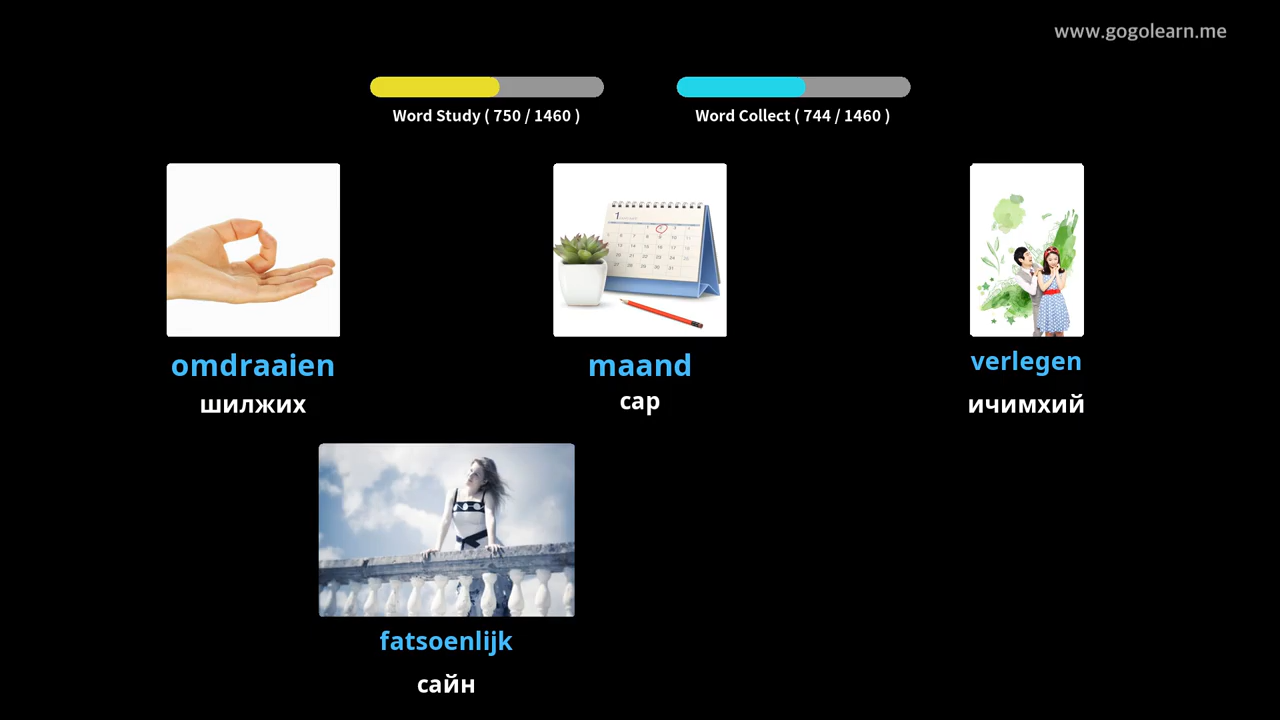 www.gogolearn.me
Word Study ( 750 / 1460 )
Word Collect ( 744 / 1460 )
omdraaien
maand
verlegen
шилжих
сар
ичимхий
fatsoenlijk
сайн